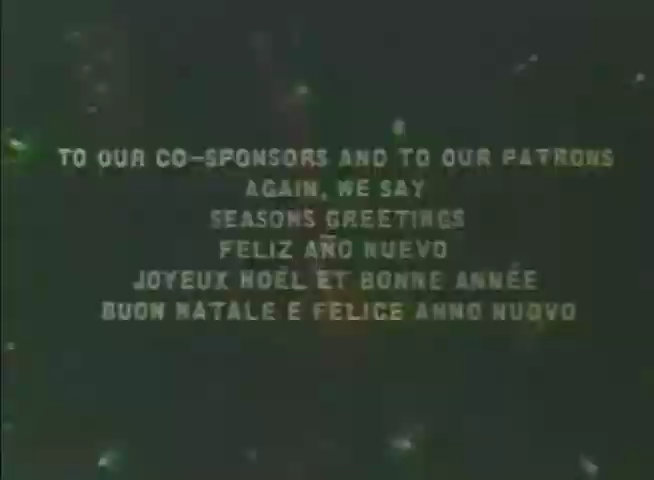 TO OUR CO-SPONSORS AND TO OUR PATRONS
AGAIN, WE SAY
SEASONS GREETINGS
FELIZ AÑO NUEVO
JOYEUX NOËL ET BONNE ANNÉE
BUON NATALE E FELICE ANNO NUOVO